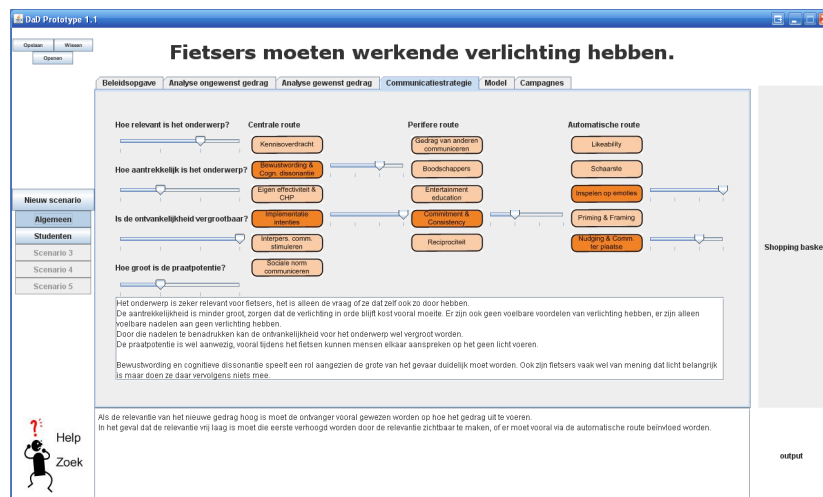 DaD Prototype 1.1
Opslaan Wissen
Openen
Fietsers moeten werkende verlichting hebben.
Beleidsopgave Analyse ongewenst gedrag Analyse gewenst gedrag Communicatiestrategie Model Campagnes
Hoe relevant is het onderwerp? Centrale route Perifere route Automatische route
Kennisoverdracht
Gedrag van anderen
communiceren
Likeability
Hoe aantrekkelijk is het onderwerp?
Bewustwording &
Cogn. dissonantie
Boodschappers
Schaarste
Eigen effectiviteit &
CHP
Entertainment
education
Inspelen op emoties
Is de ontvankelijkheid vergrootbaar?
Implementatie
intenties
Commitment &
Consistency
Priming & Framing
Interpers. comm.
stimuleren
Reciprociteit
Nudging & Comm.
ter plaatse
Hoe groot is de praatpotentie?
Sociale norm
communiceren
Nieuw scenario
Algemeen
Studenten
Scenario 3
Scenario 4
Scenario 5
Shopping baske
Het onderwerp is zeker relevant voor fietsers, het is alleen de vraag of ze dat zelf ook zo door hebben.
De aantrekkelijkheid is minder groot, zorgen dat de verlichting in orde blijft kost vooral moeite. Er zijn ook geen voelbare voordelen van verlichting hebben, er zijn alleen
voelbare nadelen aan geen verlichting hebben.
Door die nadelen te benadrukken kan de ontvankelijkheid voor het onderwerp wel vergroot worden.
De praatpotentie is wel aanwezig, vooral tijdens het fietsen kunnen mensen elkaar aanspreken op het geen licht voeren.
Bewustwording en cognitieve dissonantie speelt een rol aangezien de grote van het gevaar duidelijk moet worden. Ook zijn fietsers vaak wel van mening dat licht belangrijk
is maar doen ze daar vervolgens niets mee.
Als de relevantie van het nieuwe gedrag hoog is moet de ontvanger vooral gewezen worden op hoe het gedrag uit te voeren.
In het geval dat de relevantie vrij laag is moet die eerste verhoogd worden door de relevantie zichtbaar te maken, of er moet vooral via de automatische route beïnvloed worden.
Help
Zoek
output